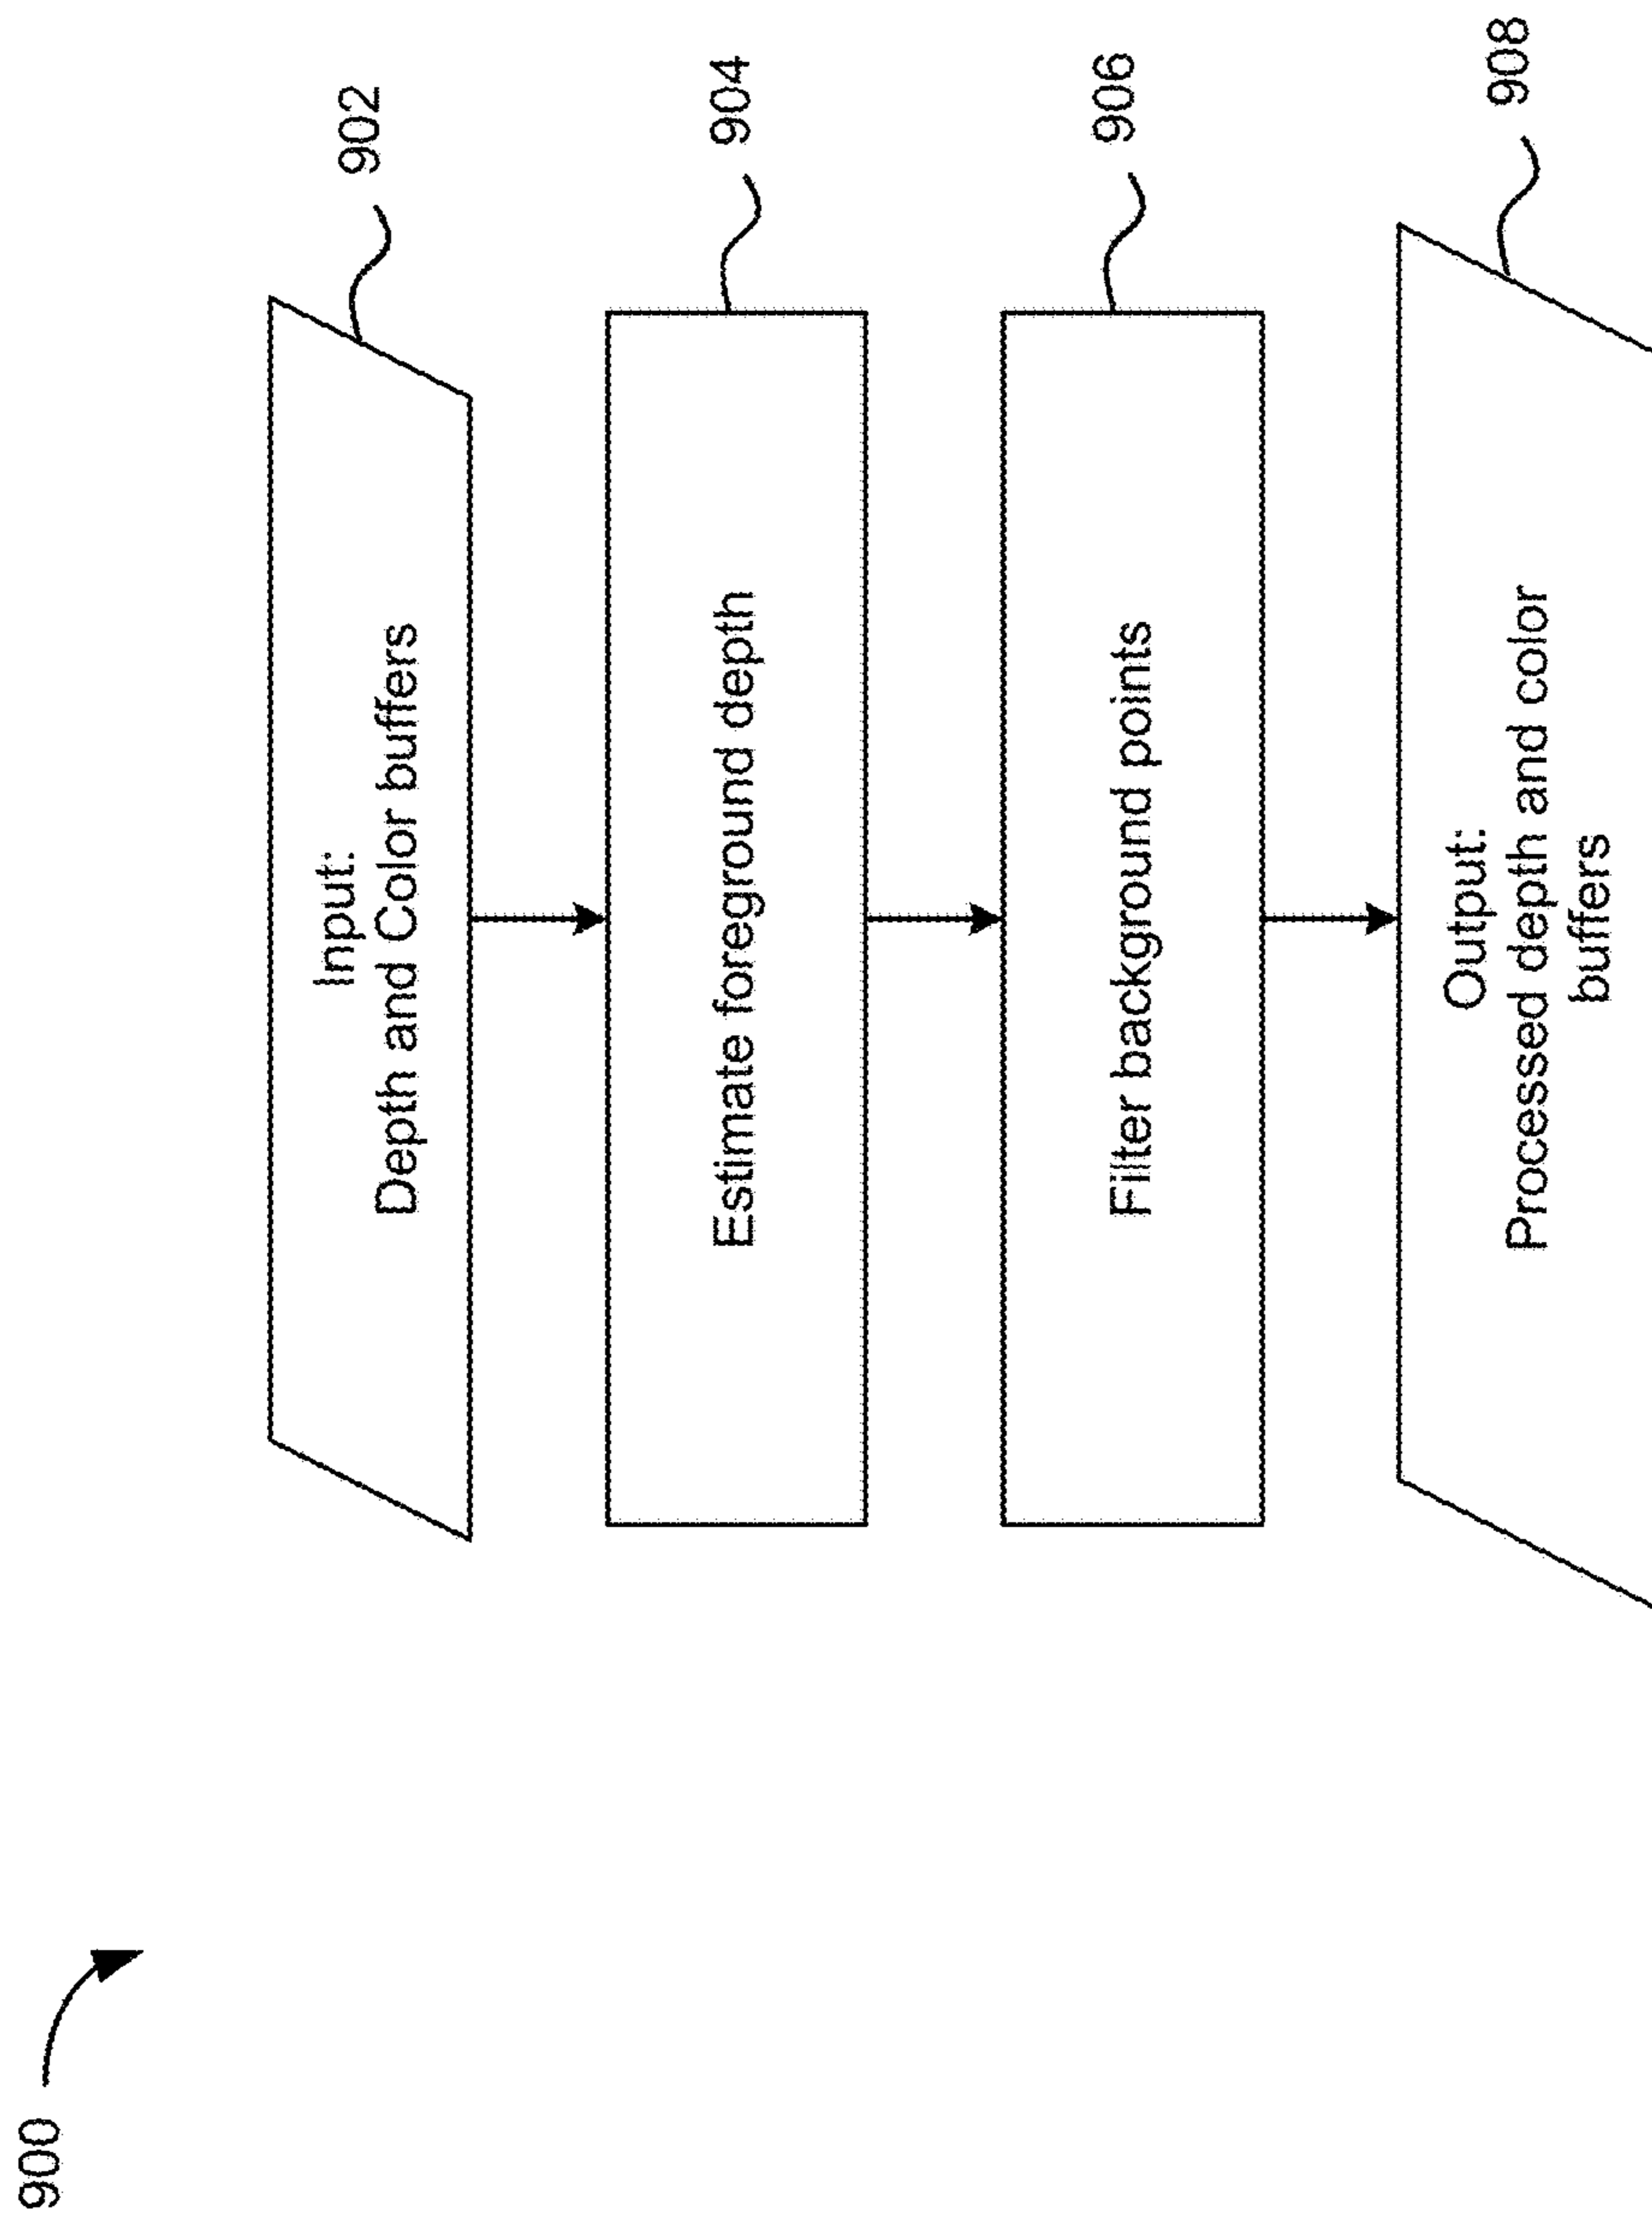 900
902
Input:
Depth and Color buffers
904
Estimate foreground depth
906
Filter background points
908
Output:
Processed depth and color
buffers